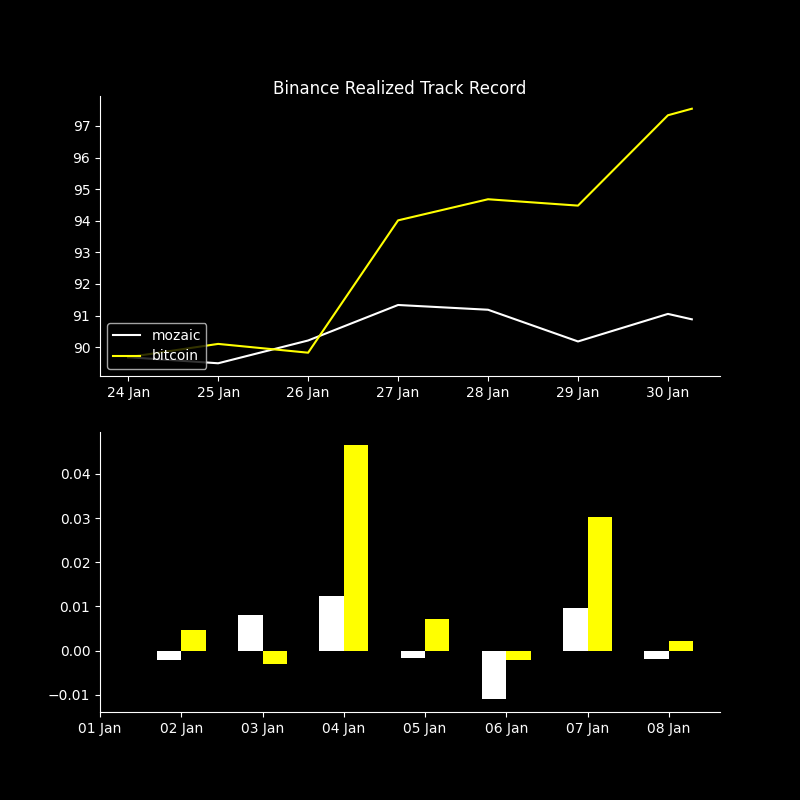 Binance Realized Track Record
97
96
95
94
93
92
91
90
mozaic
bitcoin
24 Jan 25 Jan 26 Jan 27 Jan 28 Jan 29 Jan 30 Jan
0.04
0.03
0.02
0.01
0.00
−0.01
01 Jan 02 Jan 03 Jan 04 Jan 05 Jan 06 Jan 07 Jan 08 Jan